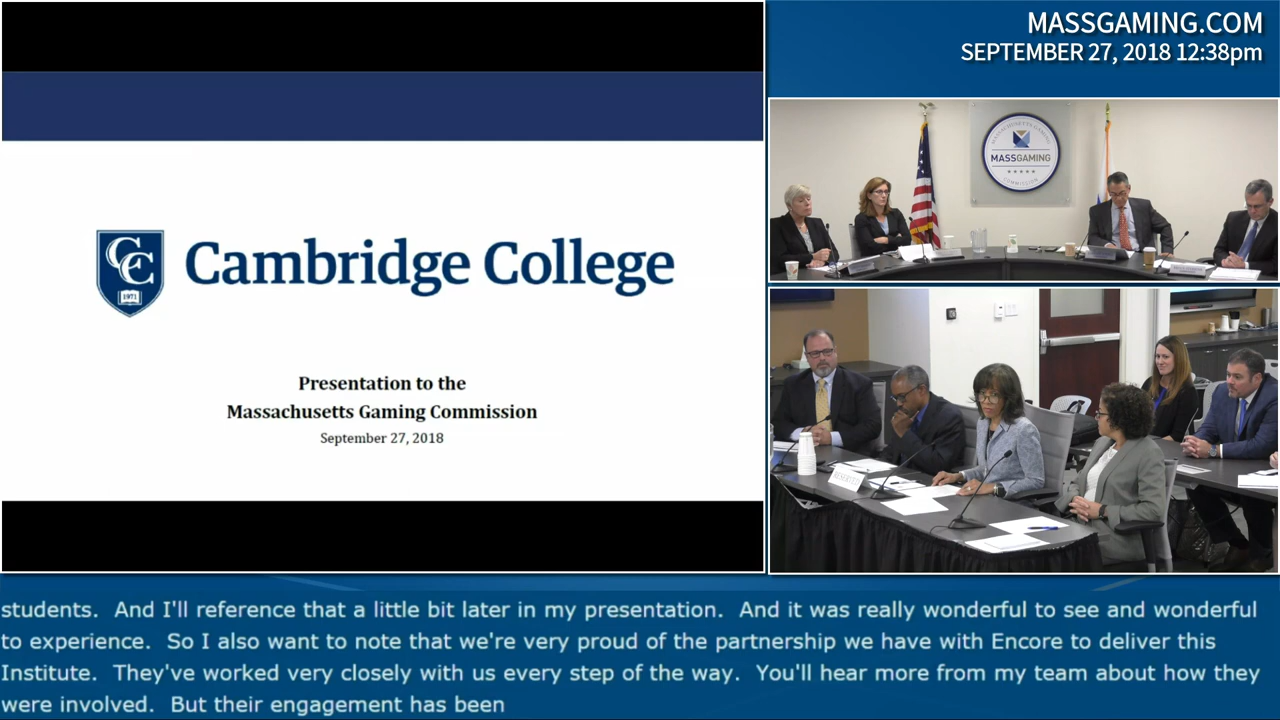 MASSGAMING.COM
SEPTEMBER 27, 2018 12:38pm
CC
1971
Cambridge College
Presentation to the
Massachusetts Gaming Commission
September 27, 2018
MASSACHUSETTS GAMING
MASSGAMING
COMMISSION
RESERVED
students.  And I'll reference that a little bit later in my presentation.  And it was really wonderful to see and wonderful
to experience.  So I also want to note that we're very proud of the partnership we have with Encore to deliver this
Institute.  They've worked very closely with us every step of the way.  You'll hear more from my team about how they
were involved.  But their engagement has been